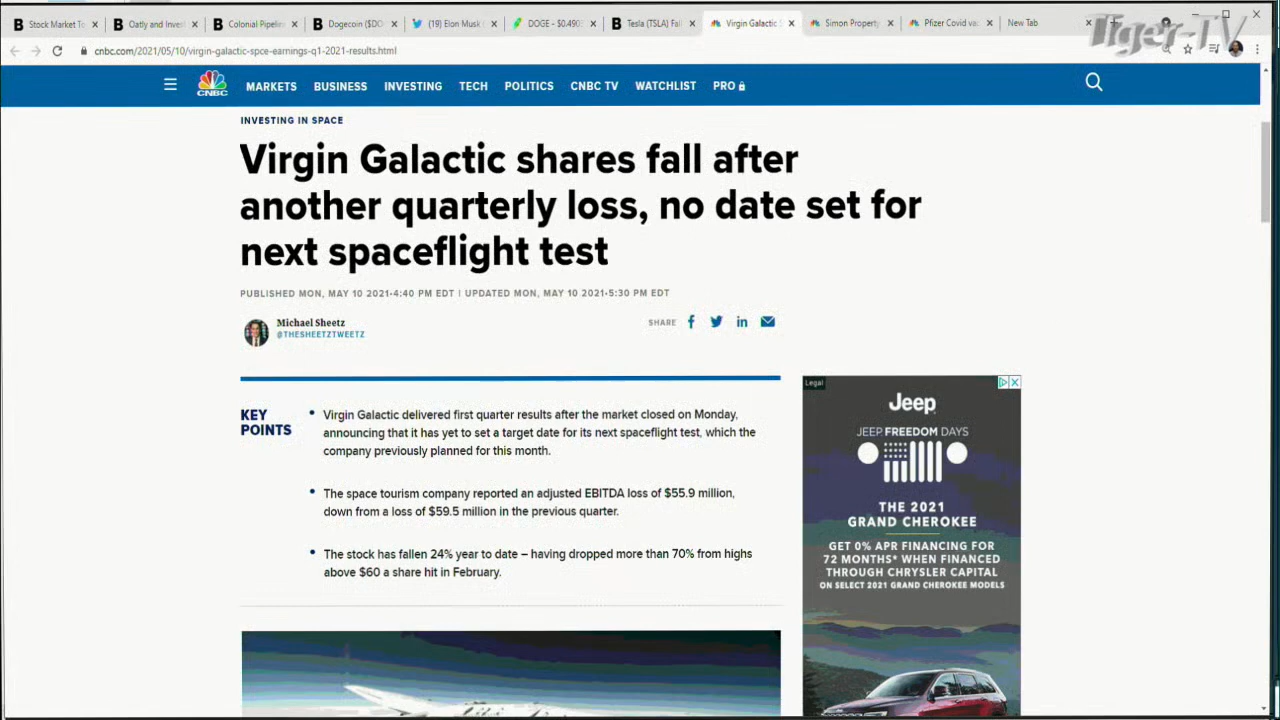 Stock Market To
Oatly and Invest
Colonial Pipelin
Dogecoin ($DO
(19) Elon Musk
DOGE - $0.490
Tesla (TSLA) Fal
Virgin Galactic
Simon Property
Pfizer Covid va
New Tab
Tiger-TV
cnbc.com/2021/05/10/virgin-galactic-spce-earnings-q1-2021-results.html
CNBC
MARKETS BUSINESS INVESTING TECH POLITICS CNBC TV WATCHLIST PRO
INVESTING IN SPACE
Virgin Galactic shares fall after
another quarterly loss, no date set for
next spaceflight test
PUBLISHED MON, MAY 10 2021•4:40 PM EDT | UPDATED MON, MAY 10 2021•5:30 PM EDT
Michael Sheetz
@THESHEETZTWEETZ
SHARE
KEY
POINTS
• Virgin Galactic delivered first quarter results after the market closed on Monday,
announcing that it has yet to set a target date for its next spaceflight test, which the
company previously planned for this month.
• The space tourism company reported an adjusted EBITDA loss of $55.9 million,
down from a loss of $59.5 million in the previous quarter.
• The stock has fallen 24% year to date – having dropped more than 70% from highs
above $60 a share hit in February.
Legal
Jeep
JEEP FREEDOM DAYS
THE 2021
GRAND CHEROKEE
GET 0% APR FINANCING FOR
72 MONTHS* WHEN FINANCED
THROUGH CHRYSLER CAPITAL
ON SELECT 2021 GRAND CHEROKEE MODELS